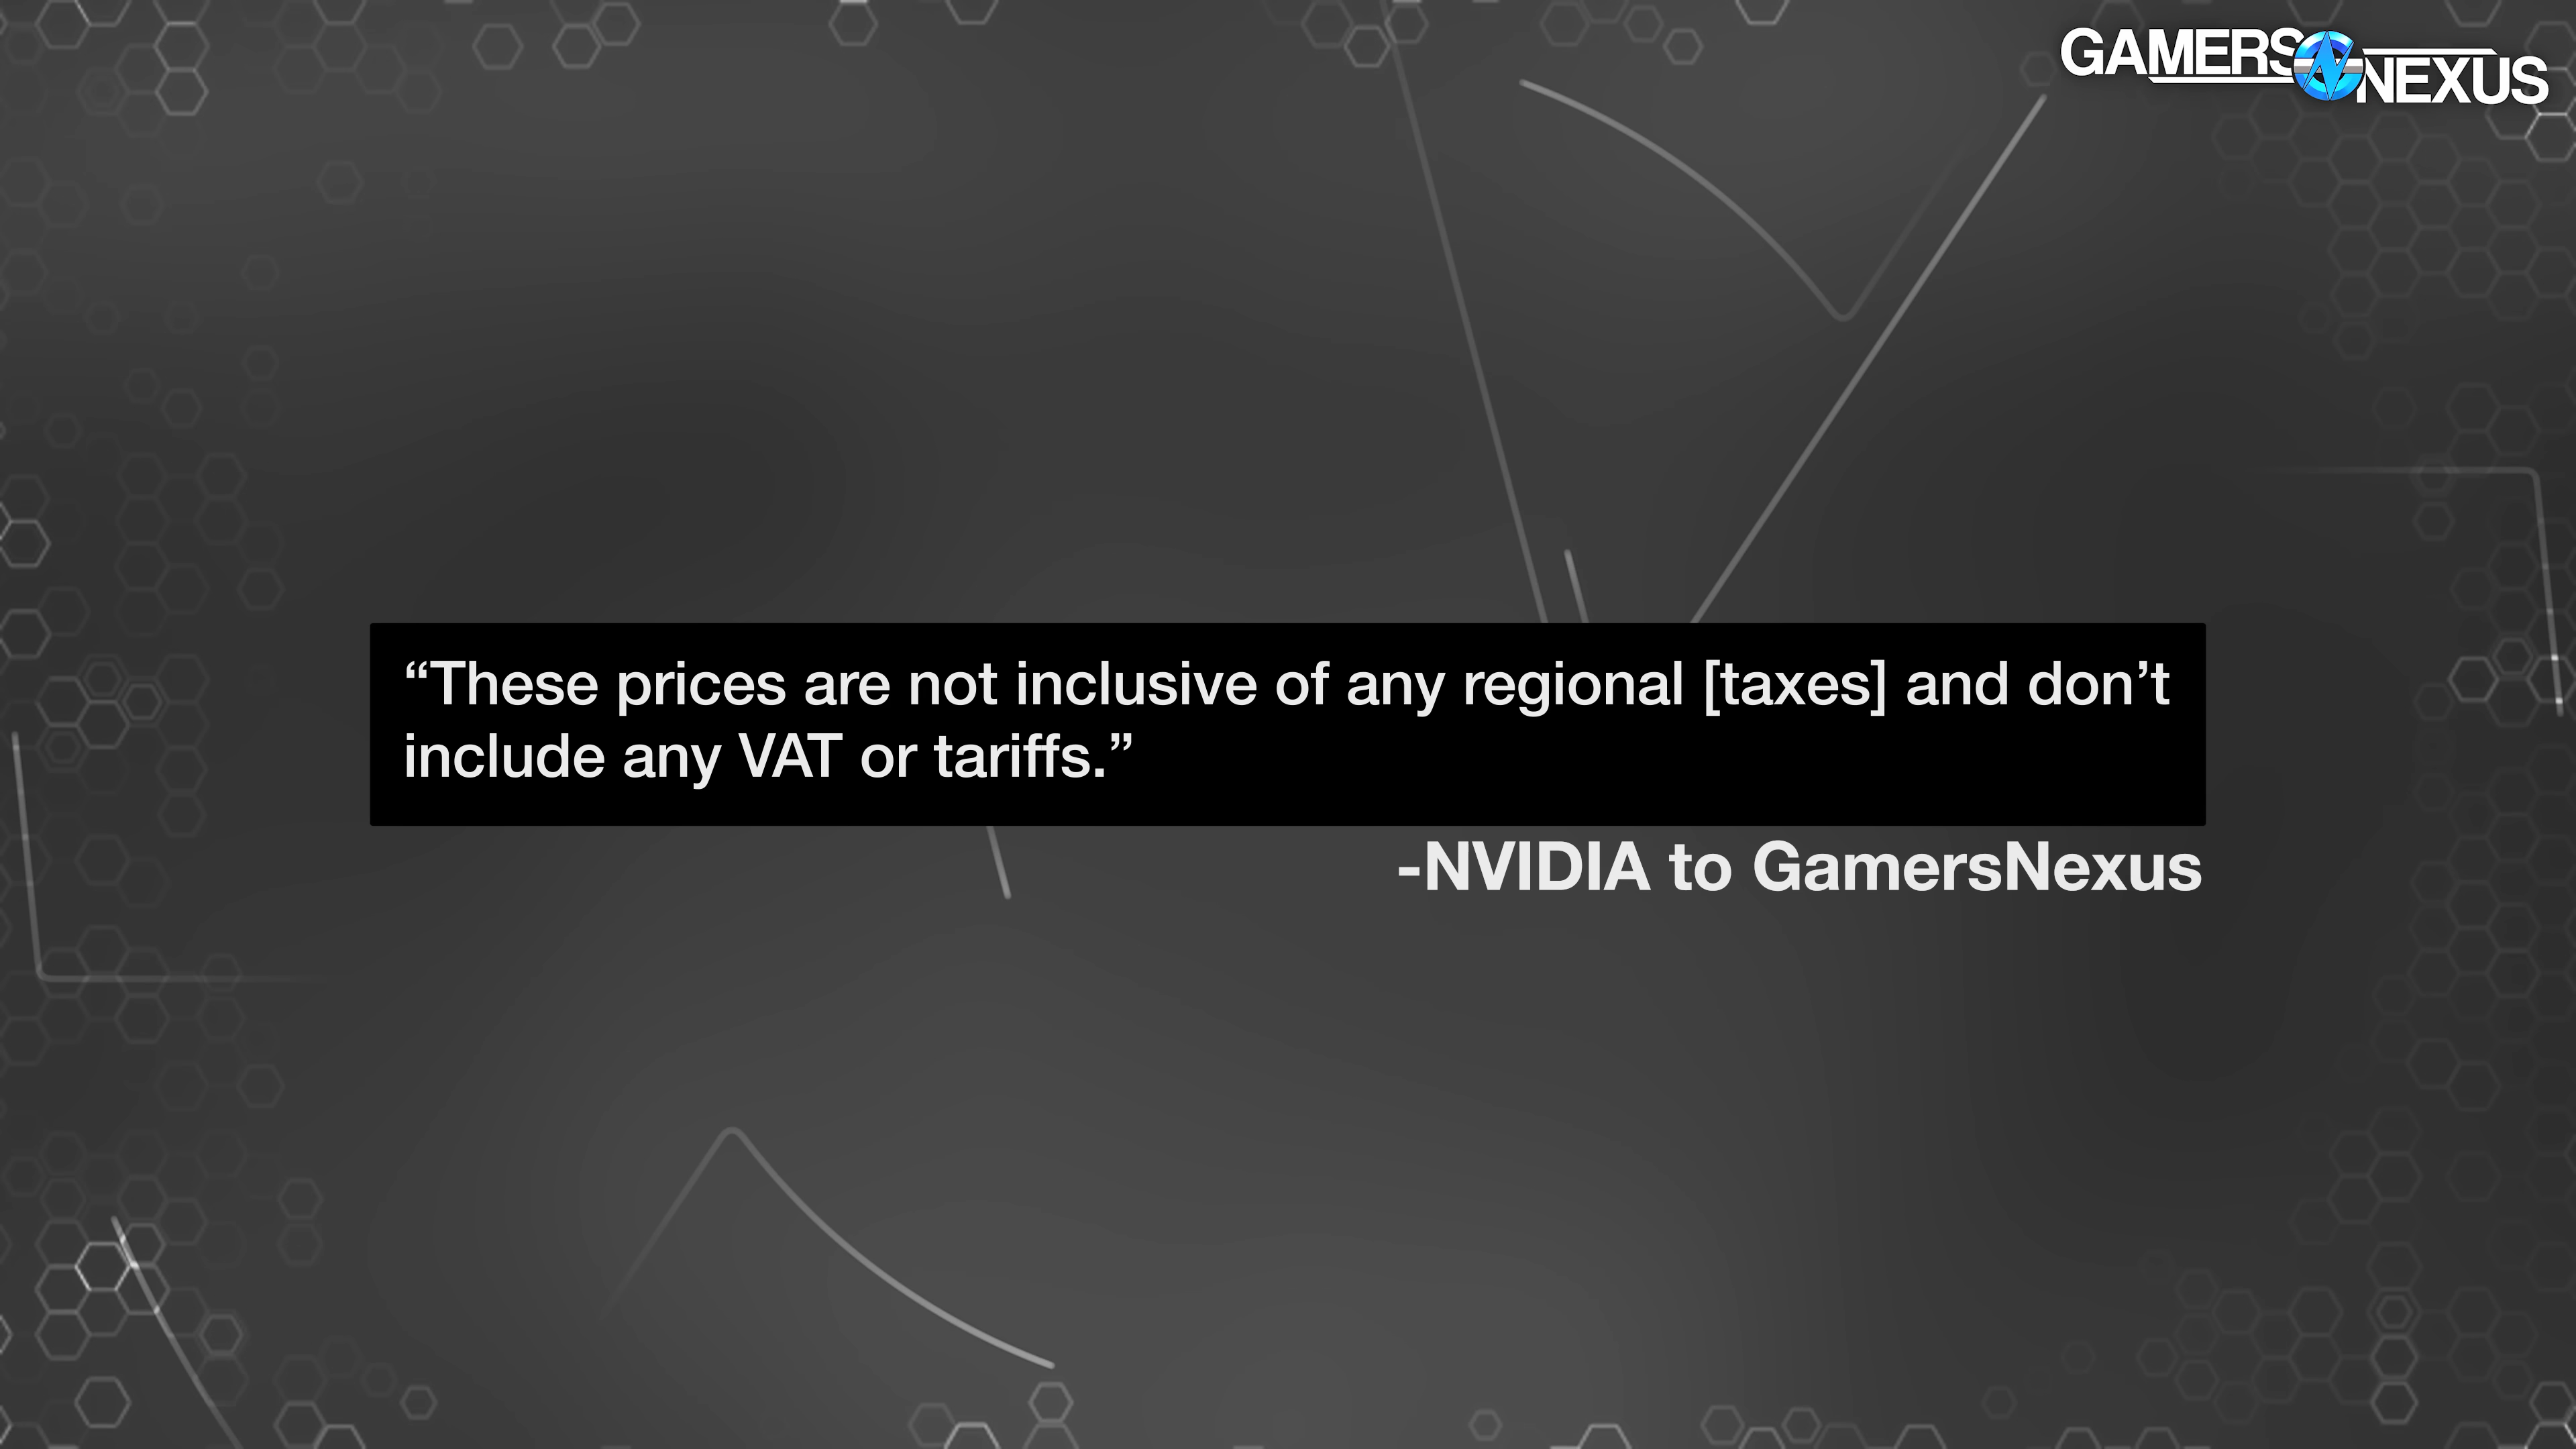 GAMERS NEXUS
“These prices are not inclusive of any regional [taxes] and don’t
include any VAT or tariffs.”
-NVIDIA to GamersNexus